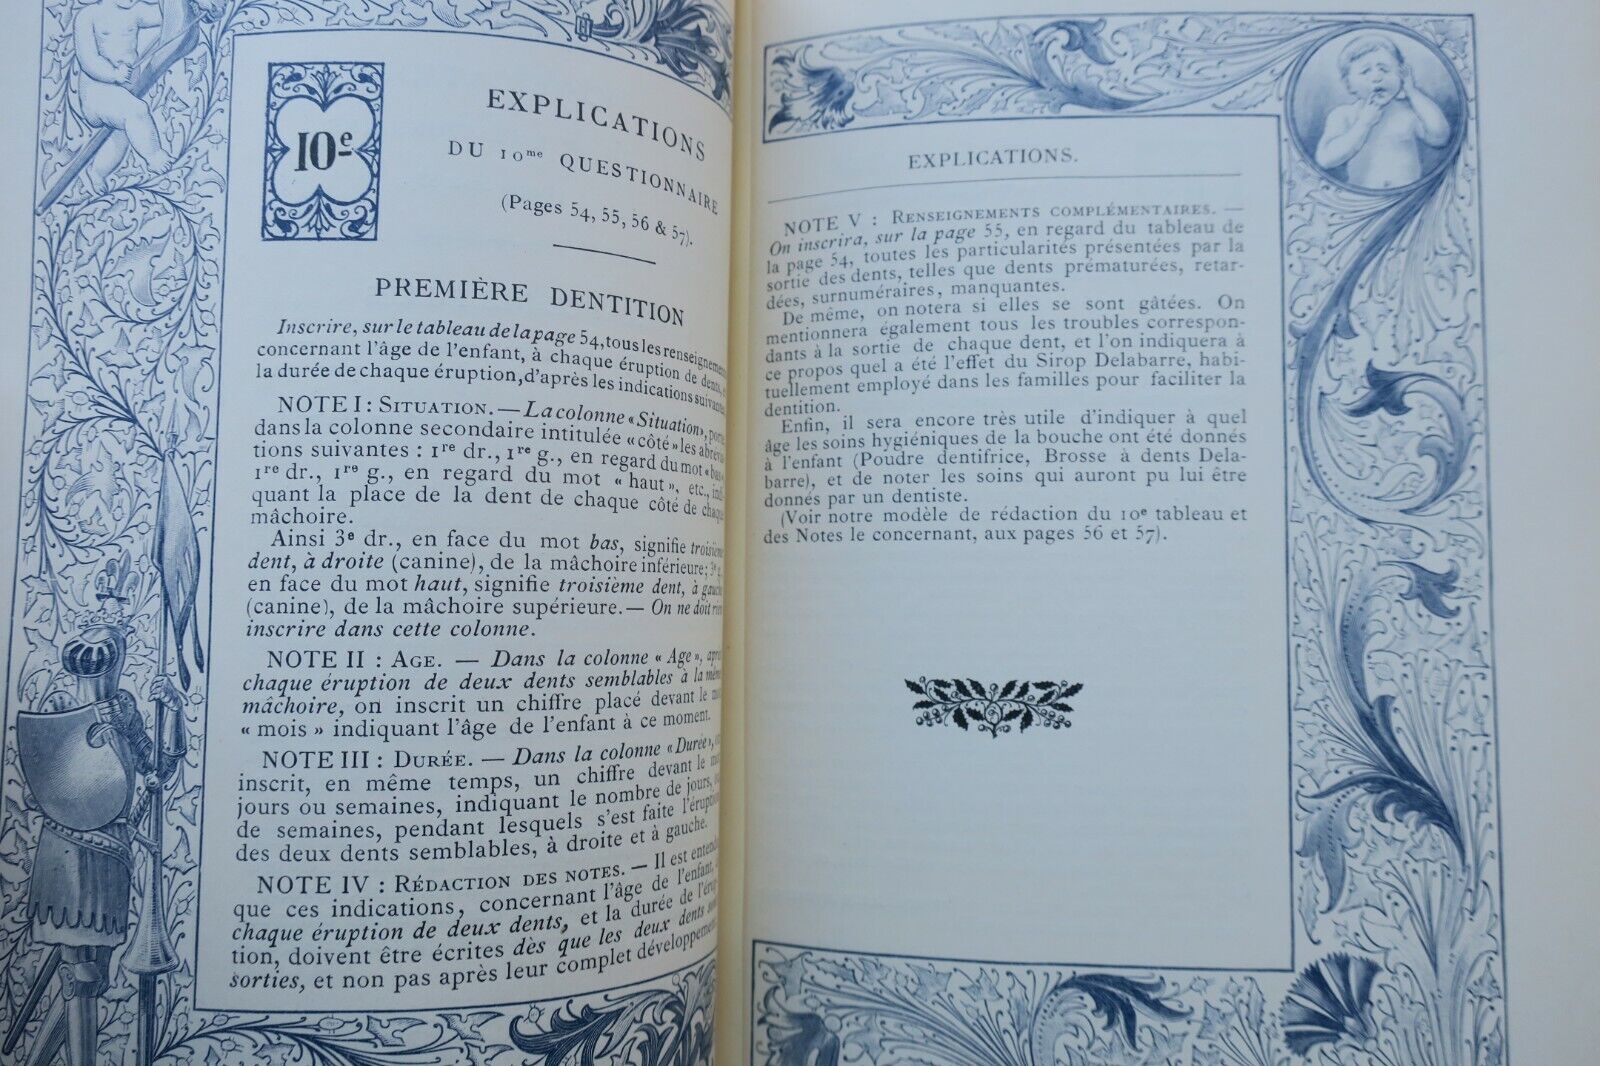 10e
EXPLICATIONS
DU 10me QUESTIONNAIRE
(Pages 54, 55, 56 & 57).
PREMIÈRE DENTITION
Inscrire, sur le tableau de la page 54, tous les renseignements
concernant l'âge de l'enfant, à chaque éruption de dents,
la durée de chaque éruption, d'après les indications suivantes
NOTE I : SITUATION. — La colonne « Situation », porte
dans la colonne secondaire intitulée « côté » les abrévia-
tions suivantes : 1re dr., 1re g., en regard du mot « bas »
1re dr., 1re g., en regard du mot « haut », etc., indi-
quant la place de la dent de chaque côté de chaque
mâchoire.
Ainsi 3e dr., en face du mot bas, signifie troisième
dent, à droite (canine), de la mâchoire inférieure; 3e g.
en face du mot haut, signifie troisième dent, à gauche
(canine), de la mâchoire supérieure. — On ne doit rien
inscrire dans cette colonne.
NOTE II : AGE. — Dans la colonne « Age », après
chaque éruption de deux dents semblables à la même
mâchoire, on inscrit un chiffre placé devant le mot
« mois » indiquant l'âge de l'enfant à ce moment.
NOTE III : DURÉE. — Dans la colonne « Durée »,
inscrit, en même temps, un chiffre devant le mot
jours ou semaines, indiquant le nombre de jours, ou
de semaines, pendant lesquels s'est faite l'éruption
des deux dents semblables, à droite et à gauche.
NOTE IV : RÉDACTION DES NOTES. — Il est entendu
que ces indications, concernant l'âge de l'enfant, à
chaque éruption de deux dents, et la durée de l'érup-
tion, doivent être écrites dès que les deux dents sont
sorties, et non pas après leur complet développement.
EXPLICATIONS.
NOTE V : RENSEIGNEMENTS COMPLÉMENTAIRES. —
On inscrira, sur la page 55, en regard du tableau de
la page 54, toutes les particularités présentées par la
sortie des dents, telles que dents prématurées, retar-
dées, surnuméraires, manquantes.
De même, on notera si elles se sont gâtées. On
mentionnera également tous les troubles correspon-
dants à la sortie de chaque dent, et l'on indiquera à
ce propos quel a été l'effet du Sirop Delabarre, habi-
tuellement employé dans les familles pour faciliter la
dentition.
Enfin, il sera encore très utile d'indiquer à quel
âge les soins hygiéniques de la bouche ont été donnés
à l'enfant (Poudre dentifrice, Brosse à dents Dela-
barre), et de noter les soins qui auront pu lui être
donnés par un dentiste.
(Voir notre modèle de rédaction du 10e tableau et
des Notes le concernant, aux pages 56 et 57).